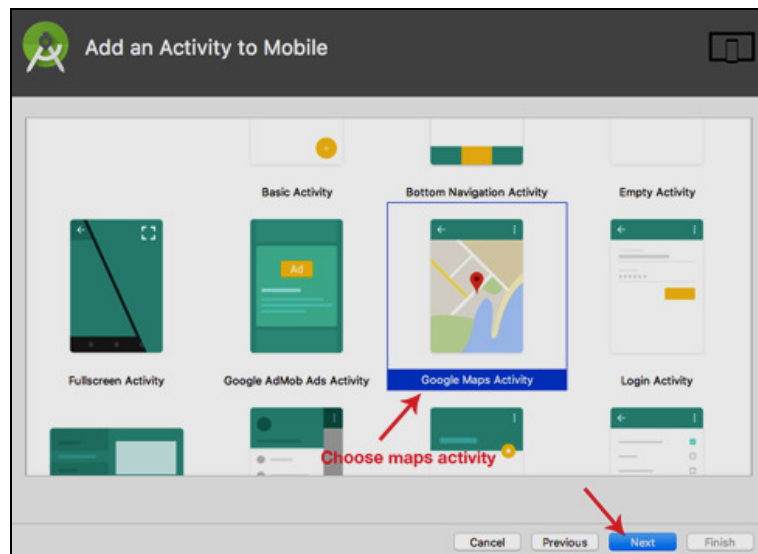 Add an Activity to Mobile
Basic Activity
Bottom Navigation Activity
Empty Activity
Ad
Fullscreen Activity
Google AdMob Ads Activity
Google Maps Activity
Login Activity
Choose maps activity
Cancel
Previous
Next
Finish